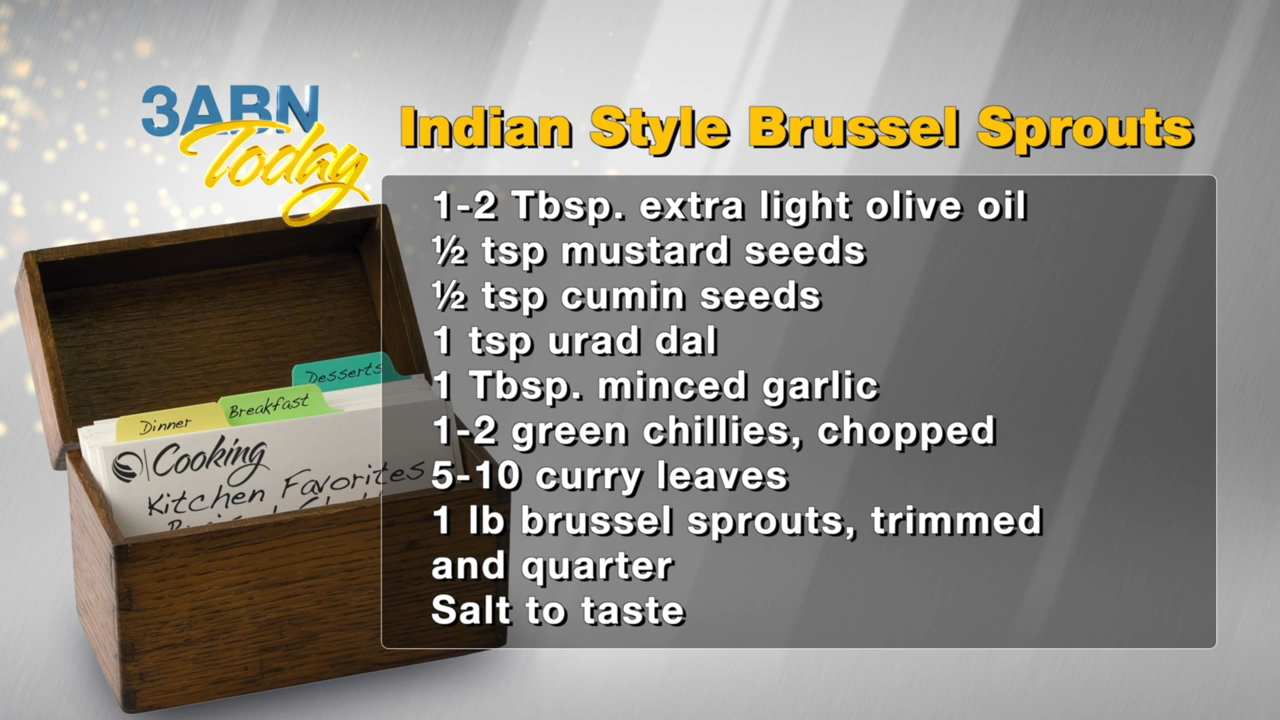 3ABN
Today
Indian Style Brussel Sprouts
1-2 Tbsp. extra light olive oil
½ tsp mustard seeds
½ tsp cumin seeds
1 tsp urad dal
1 Tbsp. minced garlic
1-2 green chillies, chopped
5-10 curry leaves
1 lb brussel sprouts, trimmed
and quarter
Salt to taste
Desserts
Breakfast
Dinner
Cooking
Kitchen Favorites